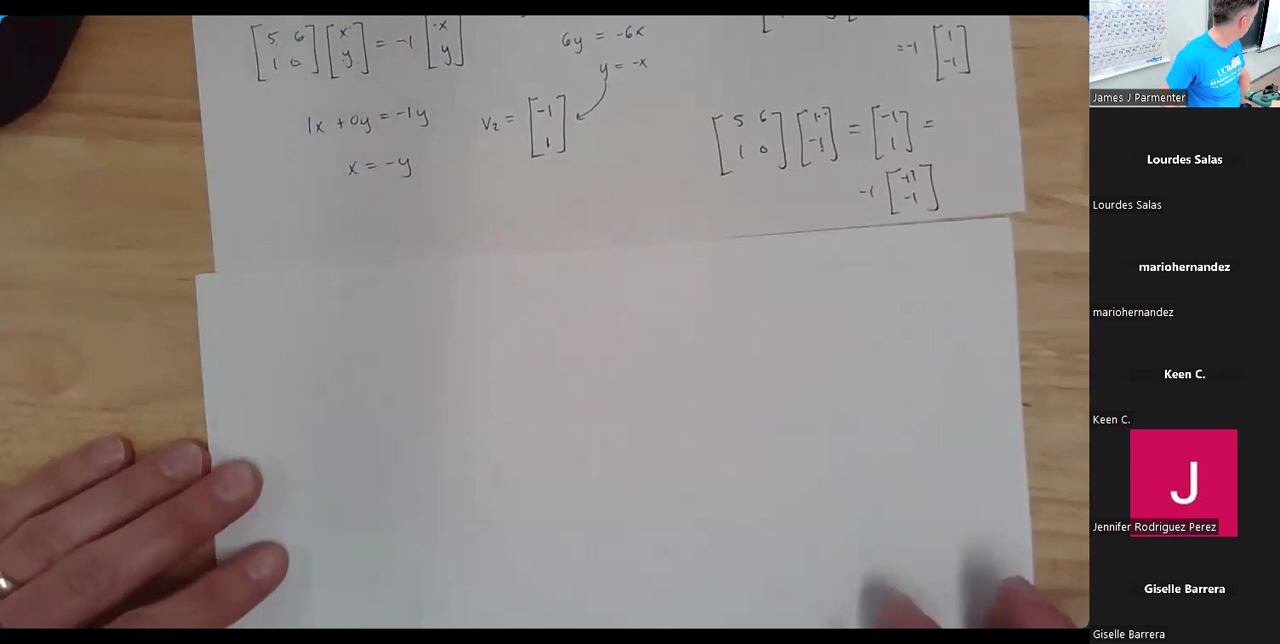 [5 6; 1 0] [x; y] = -1 [x; y]
6y = -6x
y = -x
1x + 0y = -1y
x = -y
v₂ = [-1; 1]
= -1 [1; -1]
[5 6; 1 0] [1; -1] = [-1; 1] =
-1 [+1; -1]
James J Parmenter
Lourdes Salas
Lourdes Salas
mariohernandez
mariohernandez
Keen C.
Keen C.
J
Jennifer Rodriguez Perez
Giselle Barrera
Giselle Barrera